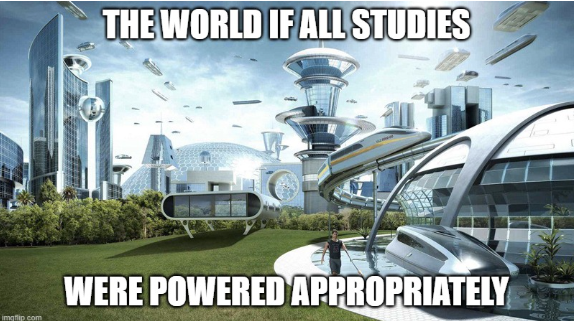 THE WORLD IF ALL STUDIES
WERE POWERED APPROPRIATELY
imgflip.com